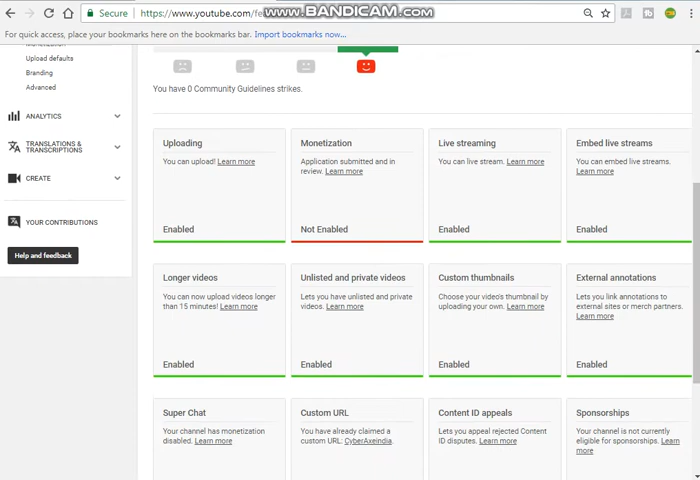 Secure
https://www.youtube.com/fe
www.BANDICAM.com
For quick access, place your bookmarks here on the bookmarks bar. Import bookmarks now...
Upload defaults
Branding
Advanced
ANALYTICS
TRANSLATIONS &
TRANSCRIPTIONS
CREATE
YOUR CONTRIBUTIONS
Help and feedback
You have 0 Community Guidelines strikes.
Uploading
You can upload! Learn more
Enabled
Monetization
Application submitted and in
review. Learn more
Not Enabled
Live streaming
You can live stream. Learn more
Enabled
Embed live streams
You can embed live streams.
Learn more
Enabled
Longer videos
You can now upload videos longer
than 15 minutes! Learn more
Enabled
Unlisted and private videos
Lets you have unlisted and private
videos. Learn more
Enabled
Custom thumbnails
Choose your video's thumbnail by
uploading your own. Learn more
Enabled
External annotations
Lets you link annotations to
external sites or merch partners.
Learn more
Enabled
Super Chat
Your channel has monetization
disabled. Learn more
Custom URL
You have already claimed a
custom URL: CyberAxeindia.
Content ID appeals
Lets you appeal rejected Content
ID disputes. Learn more
Sponsorships
Your channel is not currently
eligible for sponsorships. Learn
more